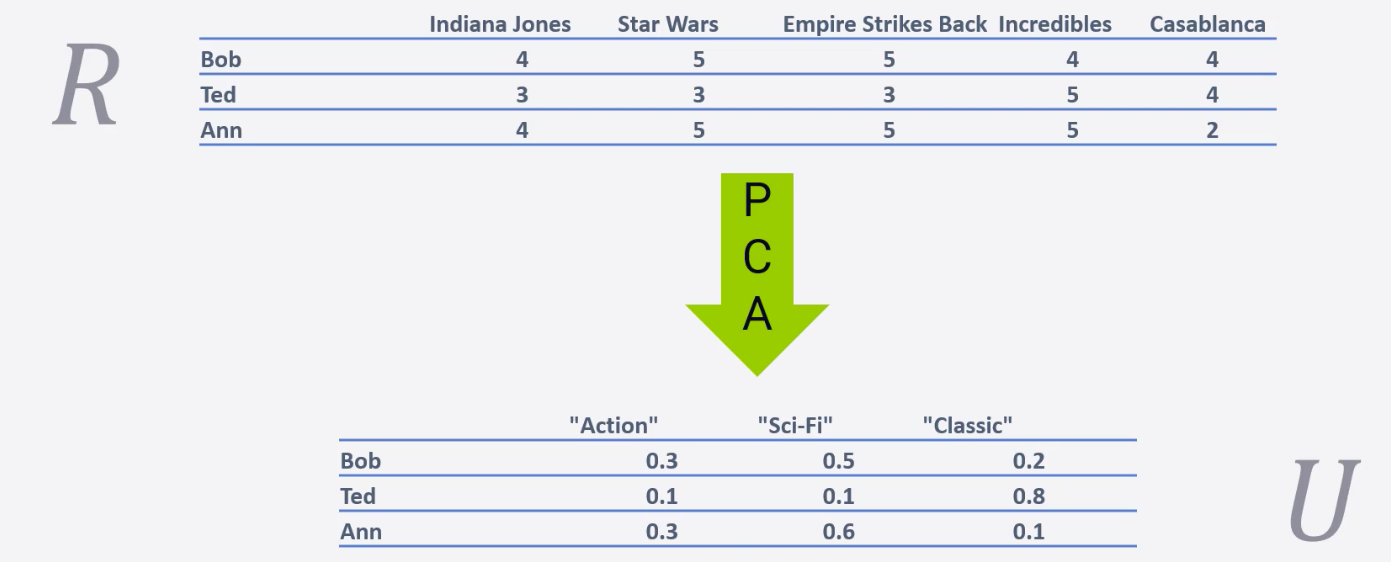 Indiana Jones Star Wars Empire Strikes Back Incredibles Casablanca
R
Bob 4 5 5 4 4
Ted 3 3 3 5 4
Ann 4 5 5 5 2
P
C
A
"Action" "Sci-Fi" "Classic"
Bob 0.3 0.5 0.2
Ted 0.1 0.1 0.8
Ann 0.3 0.6 0.1
U